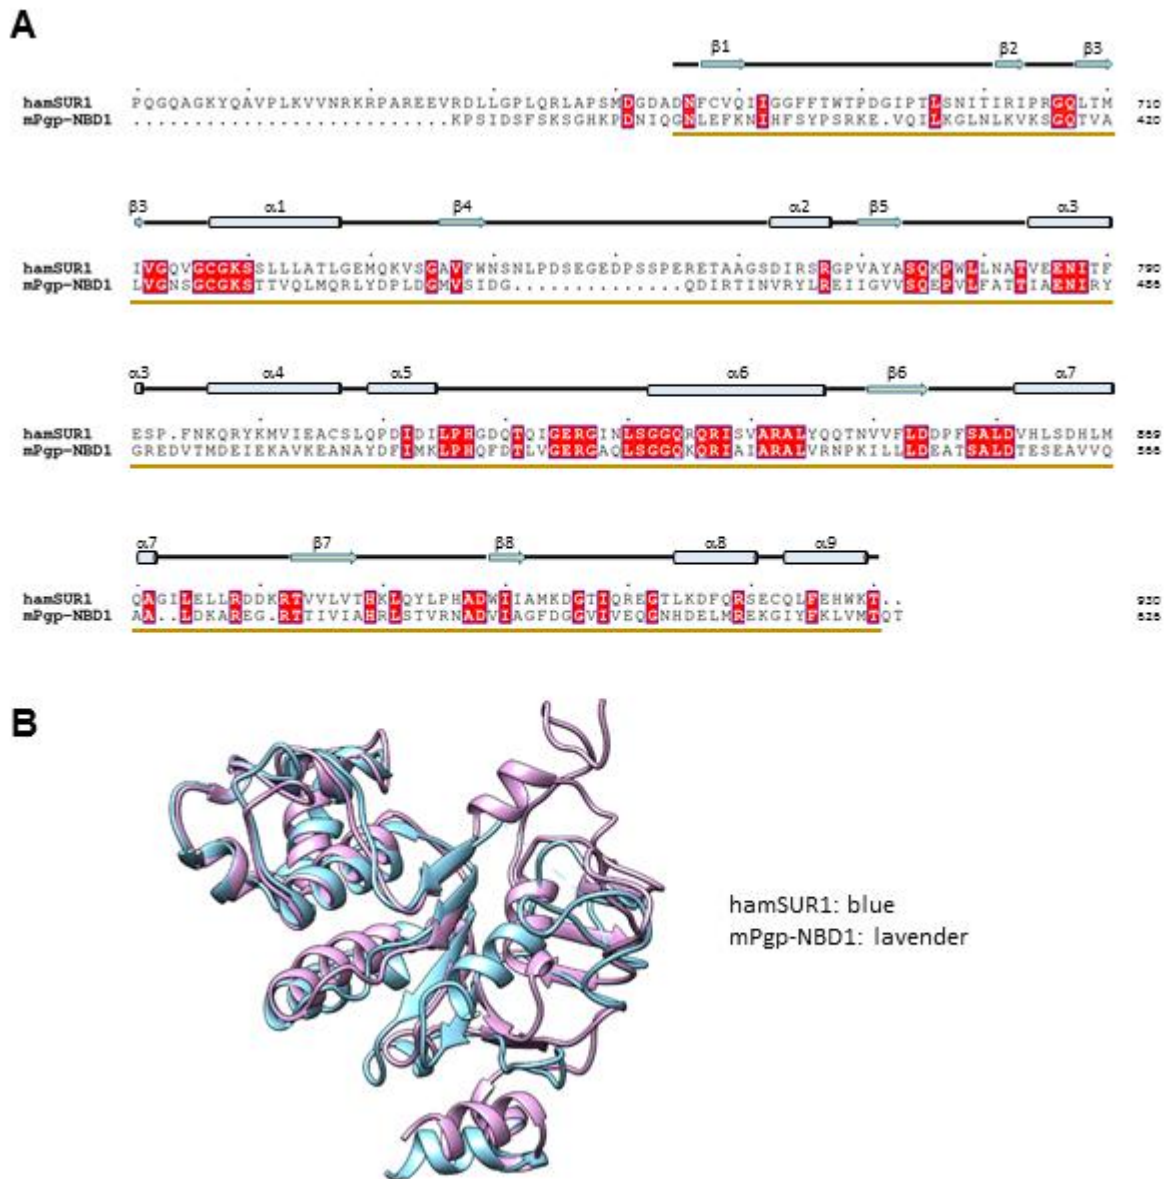 A
β1 β2 β3
hamSUR1 PQGQAGKYQAVPLKVVNRKRPAREEVRDLLGPLQRLAPSMDGDADNFCVQIIGGFFTWTPDGIPTLSNITIRIPRGQLTM 710
mPgp-NBD1 ..........................KPSIDSFSKSGHKPDNIQGNLEFKNIHFSYPSRKE.VQILKGLNLKVKSGQTVA 420
β3 α1 β4 α2 β5 α3
hamSUR1 IVGQVGCGKSSLLLATLGEMQKVSGAVFWNSNLPDSEGEDPSSPERETAAGSDIRSRGPVAYASQKPWLLNATVEENITF 790
mPgp-NBD1 LVGNSGCGKSTTVQLMQRLYDPLDGMVSIDG..............QDIRTINVRYLREIIGVVSQEPVLFATTIAENIRY 486
α3 α4 α5 α6 β6 α7
hamSUR1 ESP.FNKQRYKMVIEACSLQPDIDILPHGDQTQIGERGINLSGGQRQRISVARALYQQTNVVFLDDPFSALDVHLSDHLM 869
mPgp-NBD1 GREDVTMDEIEKAVKEANAYDFIMKLPHQFDTLVGERGAQLSGGQKQRIAIARALVRNPKILLLDEATSALDTESEAVVQ 566
α7 β7 β8 α8 α9
hamSUR1 QAGILELLRDDKRTVVLVTHKLQYLPHADWIIAMKDGTIQREGTLKDFQRSECQLFEHWKT.. 930
mPgp-NBD1 AA..LDKAREG.RTTIVIAHRLSTVRNADVIAGFDGGVIVEQGNHDELMREKGIYFKLVMTQT 626
B
hamSUR1: blue
mPgp-NBD1: lavender